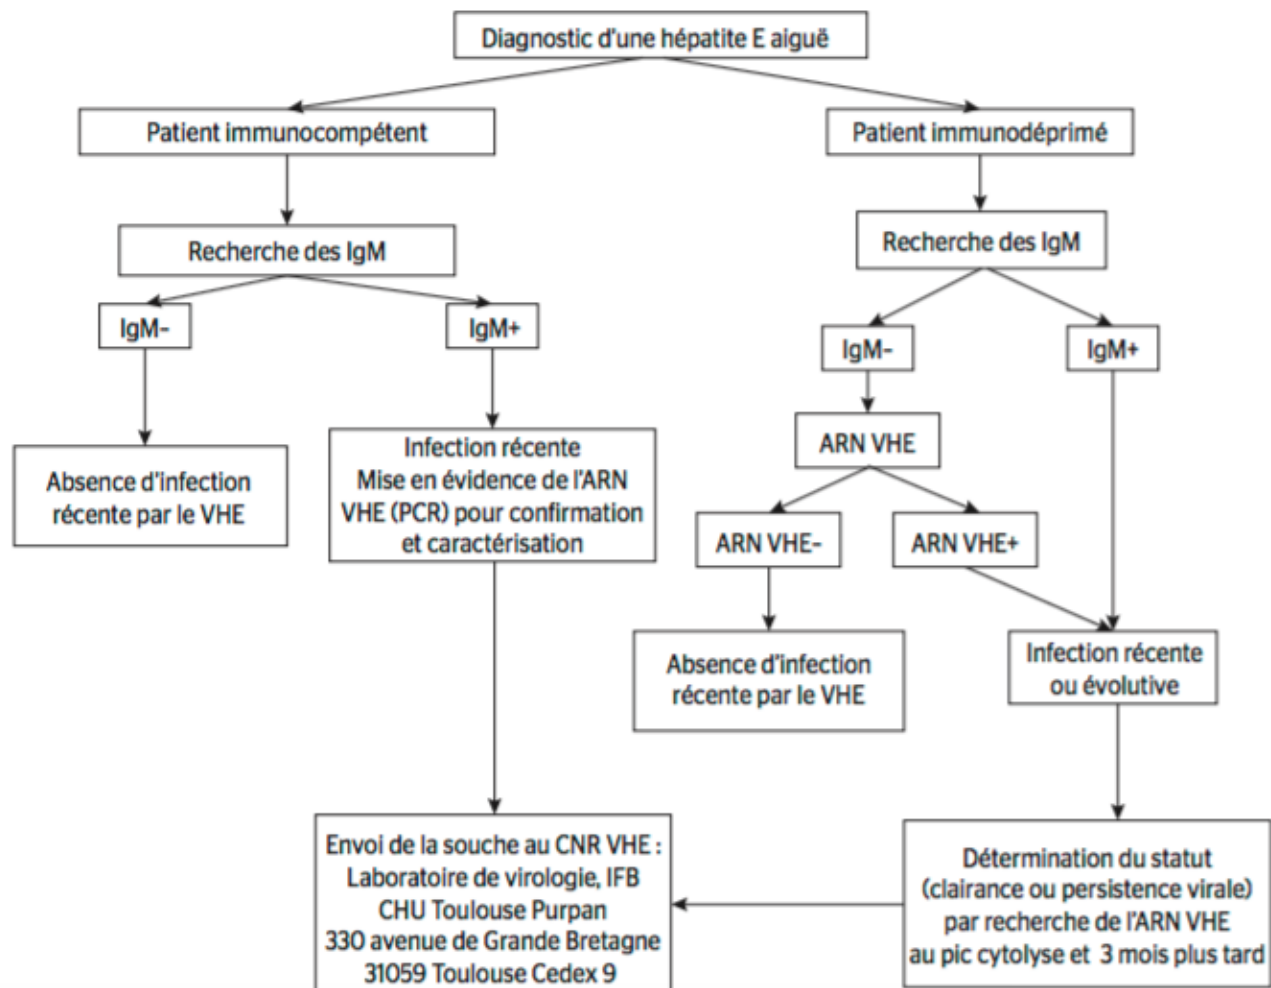 Diagnostic d'une hépatite E aiguë
Patient immunocompétent
Patient immunodéprimé
Recherche des IgM
Recherche des IgM
IgM-
IgM+
IgM-
IgM+
ARN VHE
Absence d'infection
récente par le VHE
Infection récente
Mise en évidence de l'ARN
VHE (PCR) pour confirmation
et caractérisation
ARN VHE-
ARN VHE+
Absence d'infection
récente par le VHE
Infection récente
ou évolutive
Envoi de la souche au CNR VHE :
Laboratoire de virologie, IFB
CHU Toulouse Purpan
330 avenue de Grande Bretagne
31059 Toulouse Cedex 9
Détermination du statut
(clairance ou persistence virale)
par recherche de l'ARN VHE
au pic cytolyse et 3 mois plus tard